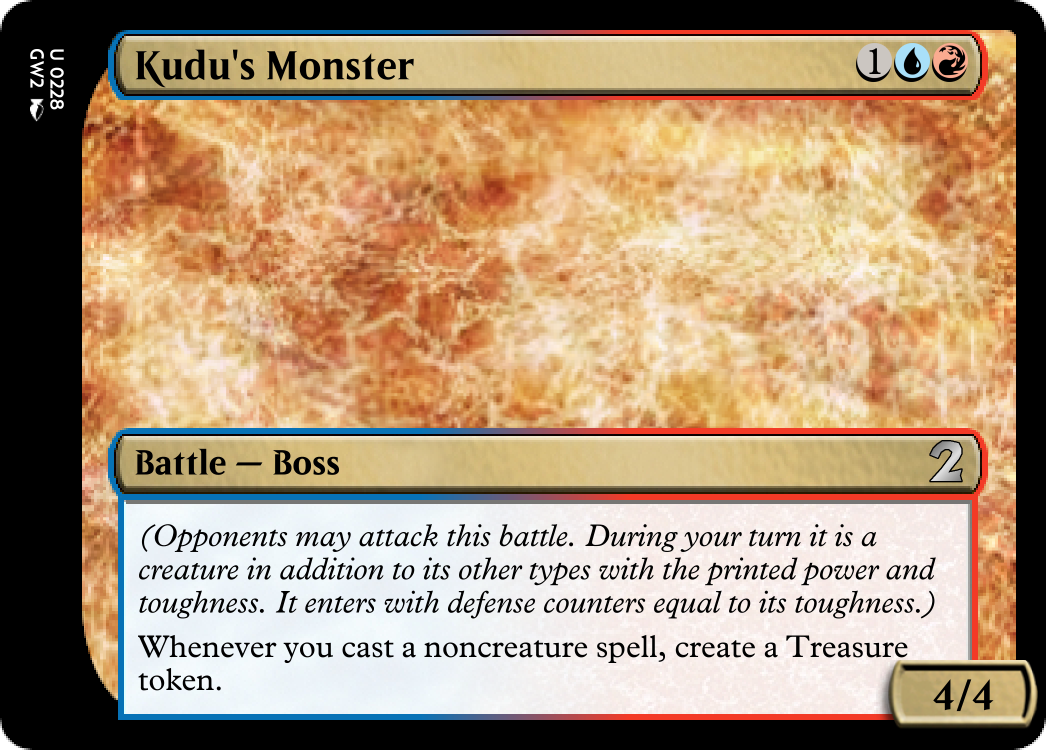 Kudu's Monster
1
U 0228
GW2
Battle — Boss
2
(Opponents may attack this battle. During your turn it is a
creature in addition to its other types with the printed power and
toughness. It enters with defense counters equal to its toughness.)
Whenever you cast a noncreature spell, create a Treasure
token.
4/4